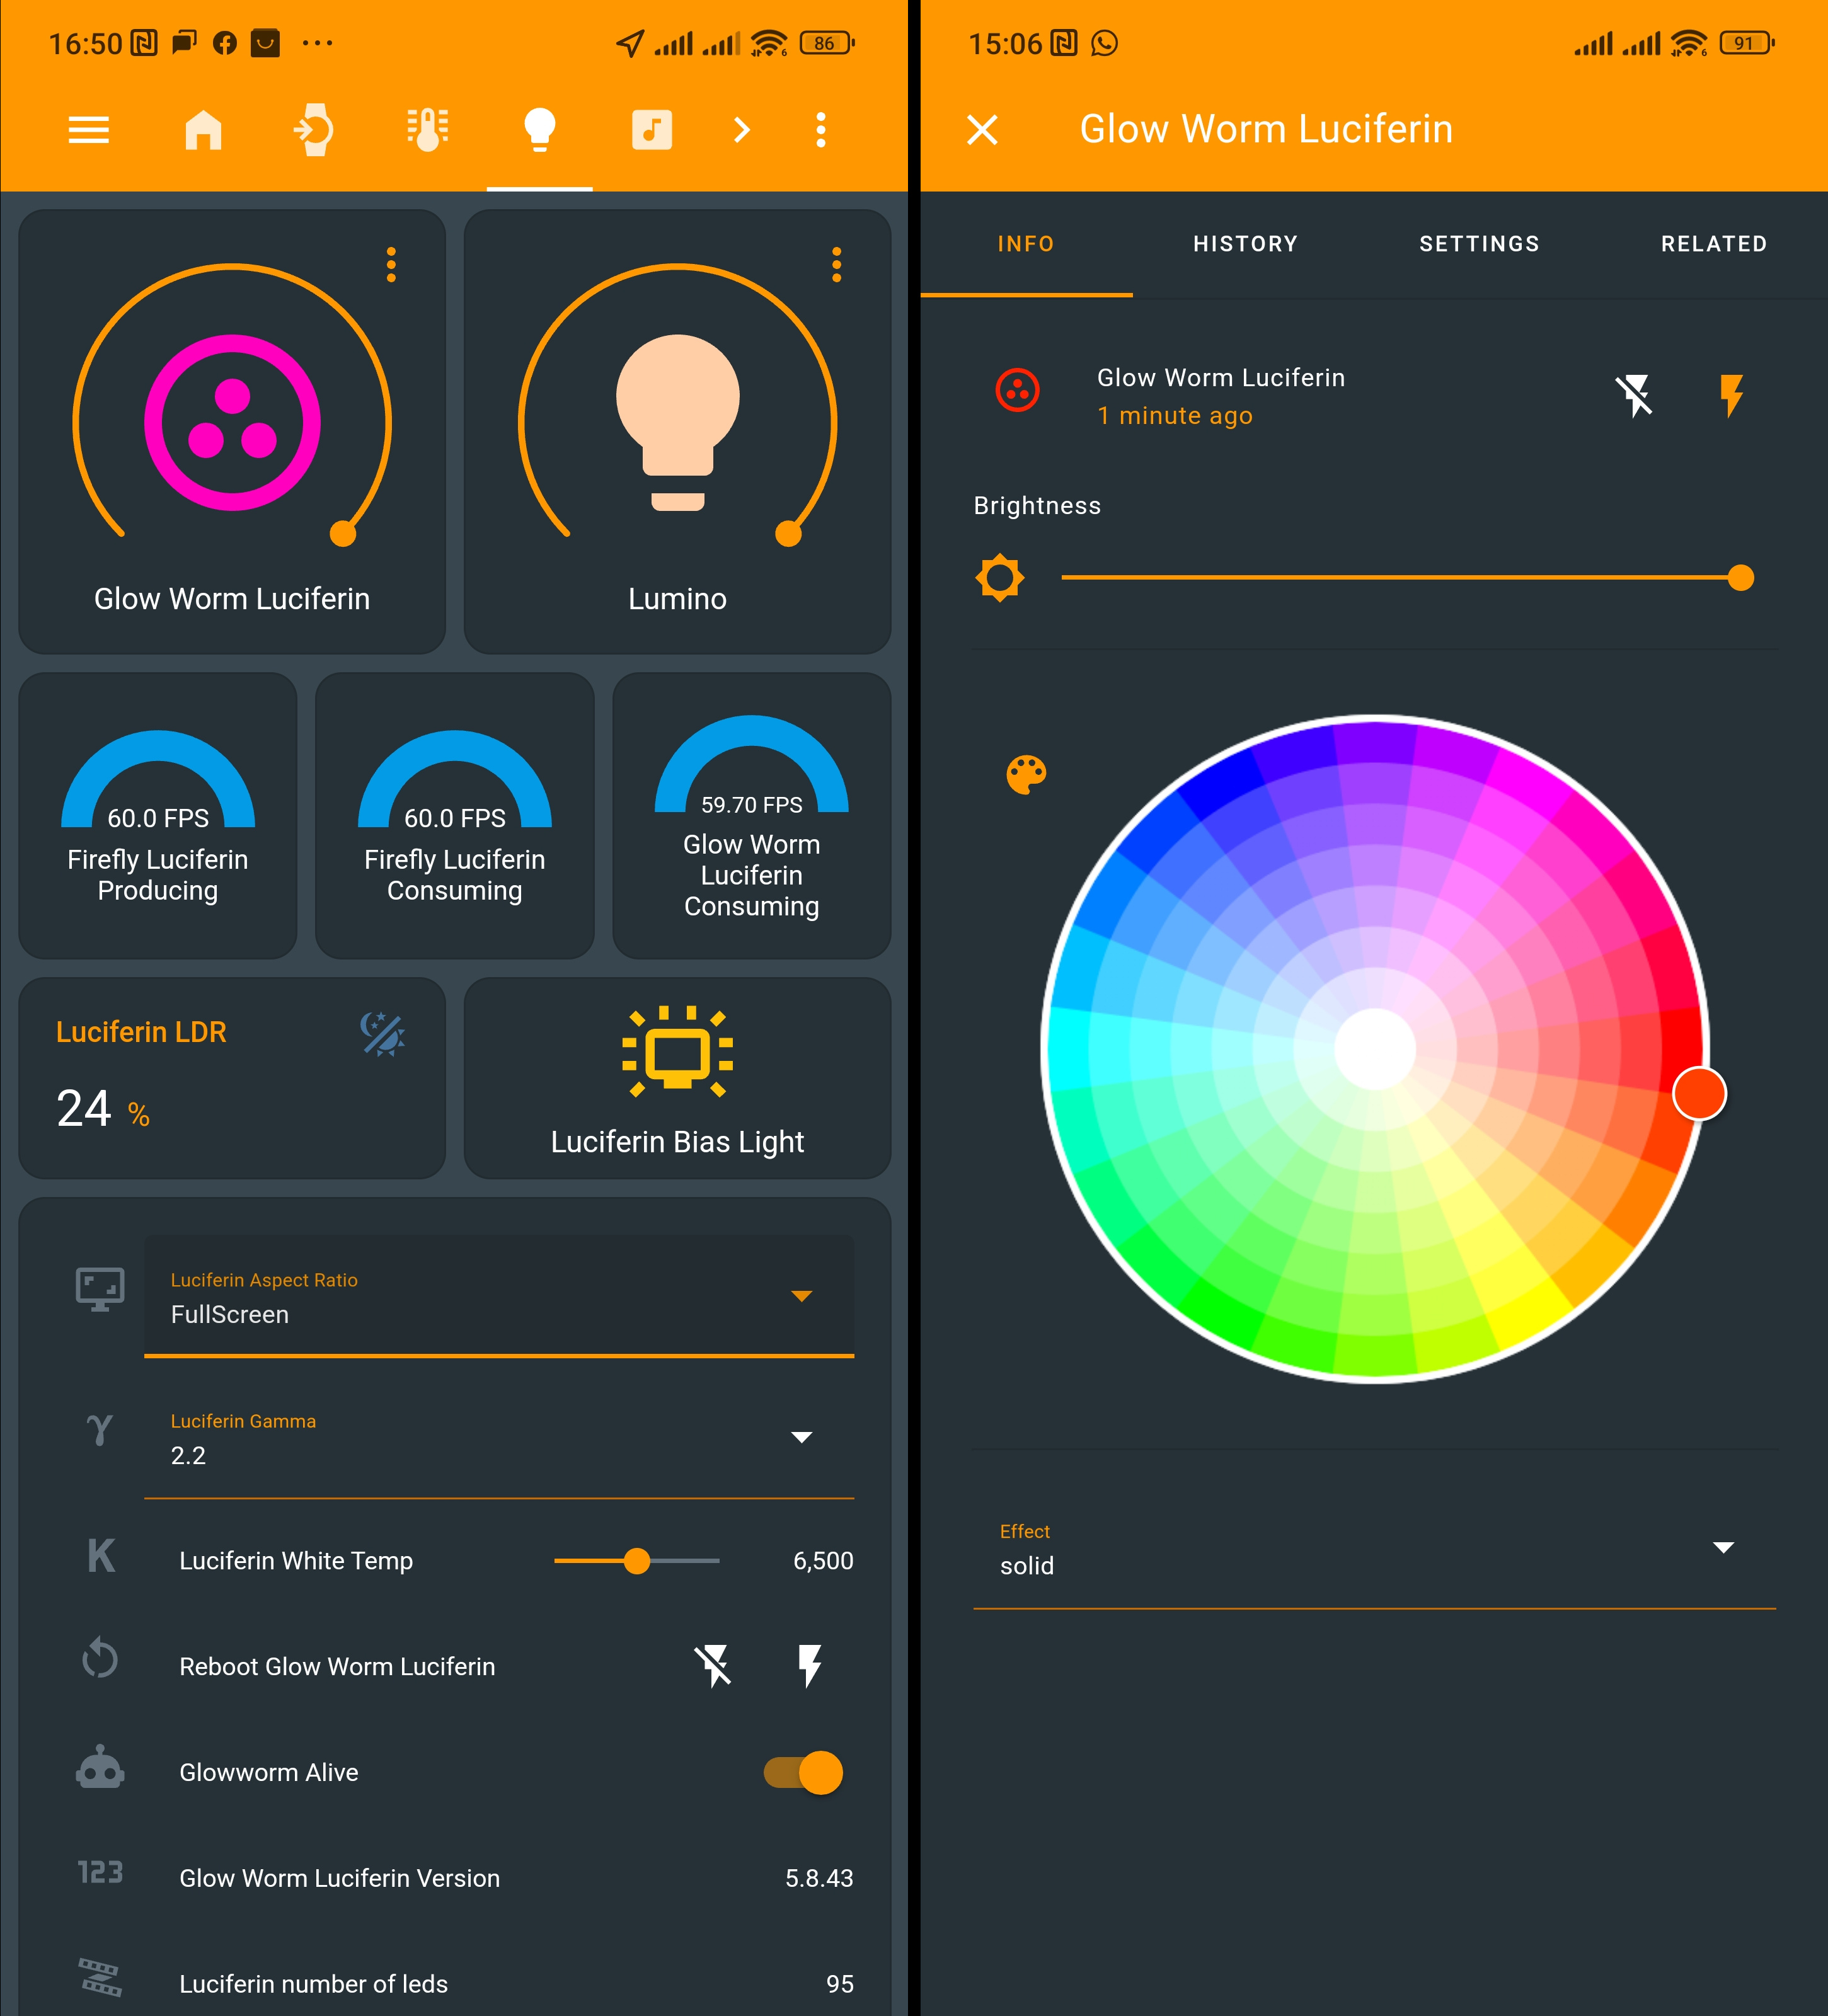 16:50
86
Glow Worm Luciferin
Lumino
60.0 FPS
Firefly Luciferin
Producing
60.0 FPS
Firefly Luciferin
Consuming
59.70 FPS
Glow Worm
Luciferin
Consuming
Luciferin LDR
24 %
Luciferin Bias Light
Luciferin Aspect Ratio
FullScreen
γ
Luciferin Gamma
2.2
K
Luciferin White Temp
6,500
Reboot Glow Worm Luciferin
Glowworm Alive
123
Glow Worm Luciferin Version
5.8.43
Luciferin number of leds
95
15:06
91
Glow Worm Luciferin
INFO
HISTORY
SETTINGS
RELATED
Glow Worm Luciferin
1 minute ago
Brightness
Effect
solid